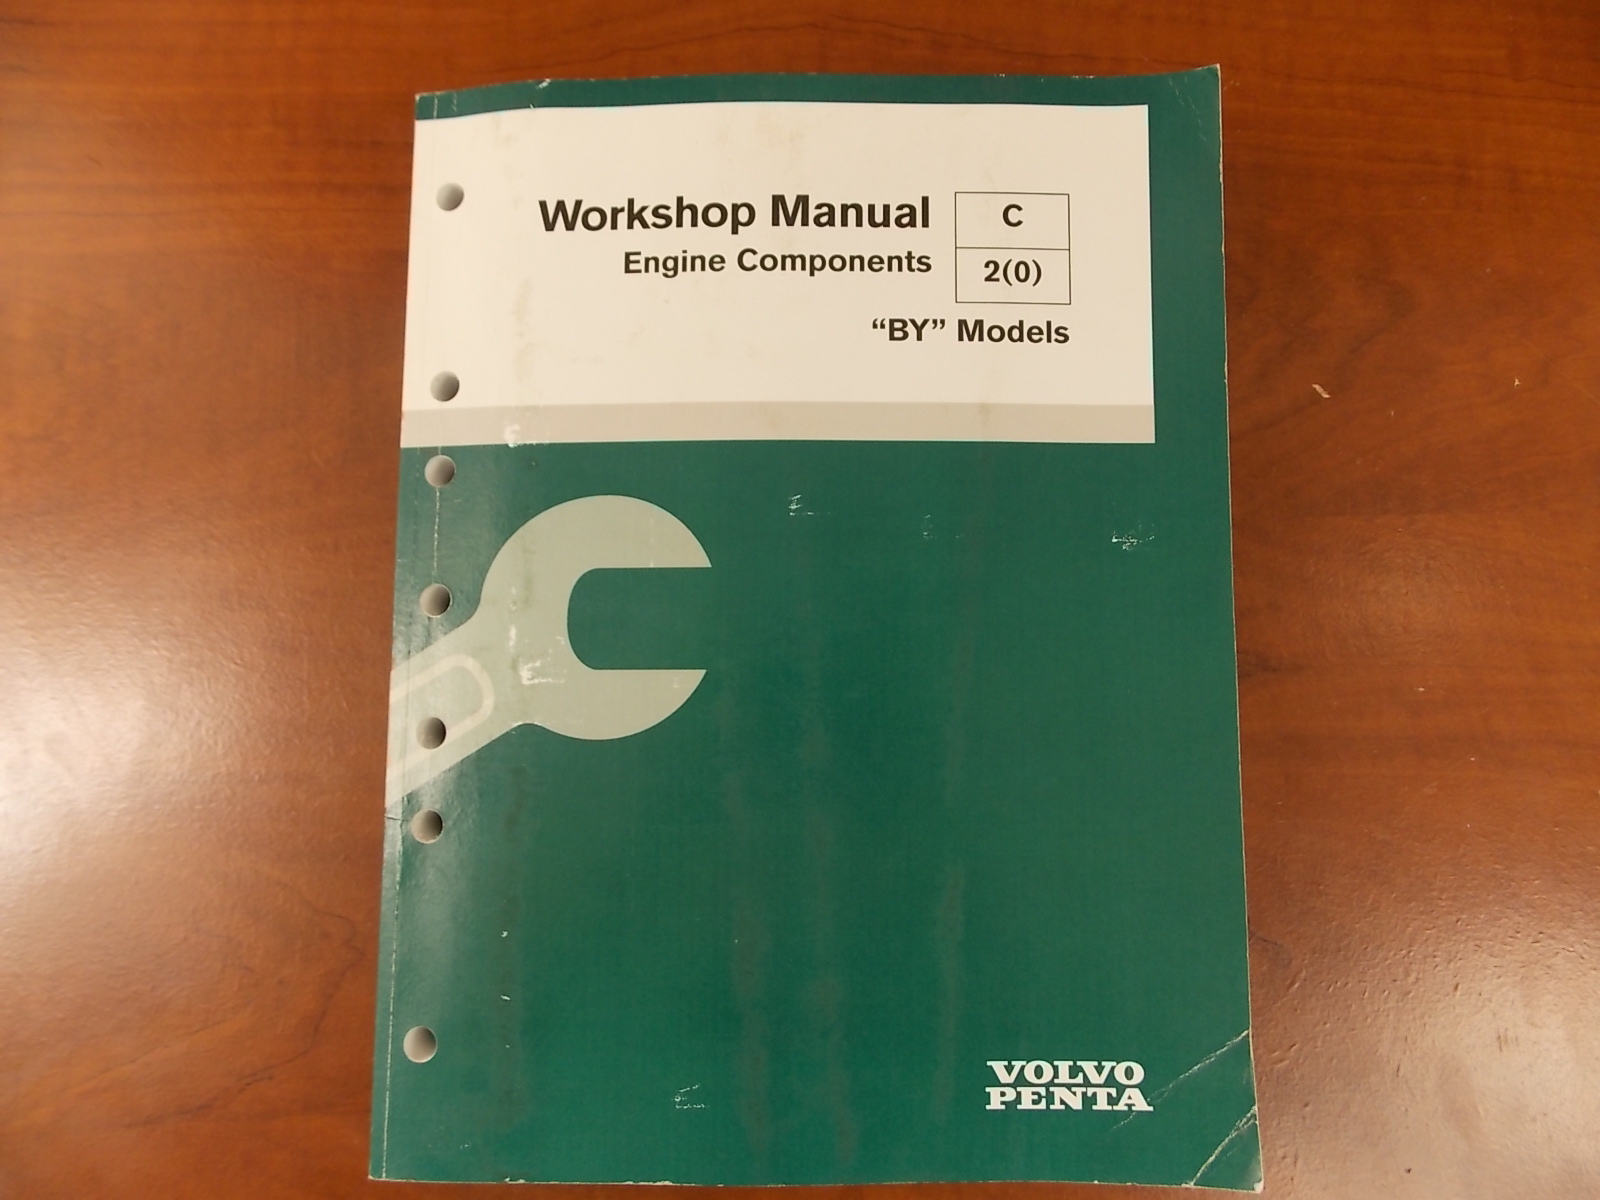 Workshop Manual
C
Engine Components
2(0)
“BY” Models
VOLVO
PENTA